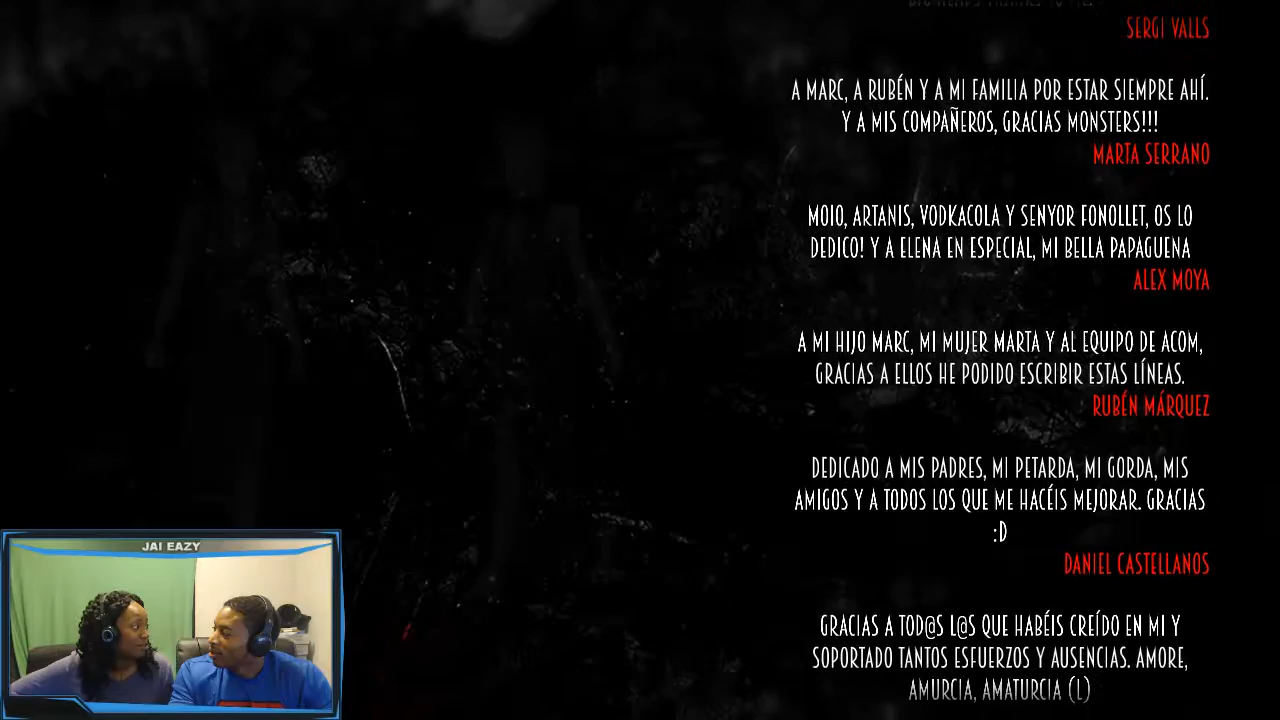 SERGI VALLS
A MARC, A RUBÉN Y A MI FAMILIA POR ESTAR SIEMPRE AHÍ.
Y A MIS COMPAÑEROS, GRACIAS MONSTERS!!!
MARTA SERRANO
MOIO, ARTANIS, VODKACOLA Y SENYOR FONOLLET, OS LO
DEDICO! Y A ELENA EN ESPECIAL, MI BELLA PAPAGUENA
ALEX MOYA
A MI HIJO MARC, MI MUJER MARTA Y AL EQUIPO DE ACOM,
GRACIAS A ELLOS HE PODIDO ESCRIBIR ESTAS LÍNEAS.
RUBÉN MÁRQUEZ
DEDICADO A MIS PADRES, MI PETARDA, MI GORDA, MIS
AMIGOS Y A TODOS LOS QUE ME HACÉIS MEJORAR. GRACIAS
:D
DANIEL CASTELLANOS
GRACIAS A TOD@S L@S QUE HABÉIS CREÍDO EN MI Y
SOPORTADO TANTOS ESFUERZOS Y AUSENCIAS. AMORE,
AMURCIA, AMATURCIA (L)
JAI EAZY